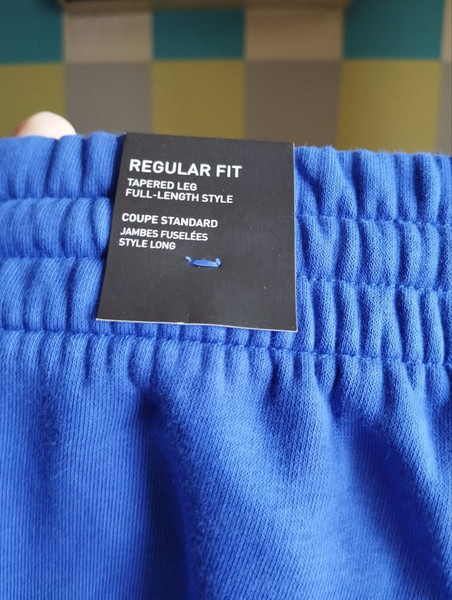 REGULAR FIT
TAPERED LEG
FULL-LENGTH STYLE
COUPE STANDARD
JAMBES FUSELÉES
STYLE LONG